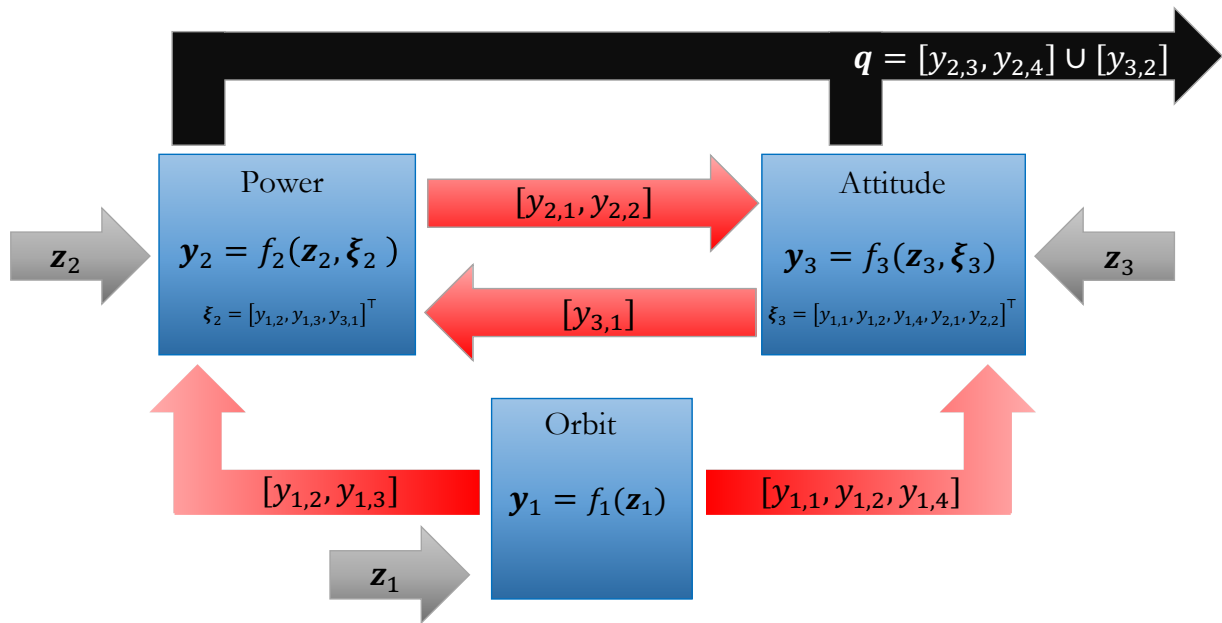 𝒒 = [y₂,₃, y₂,₄] ∪ [y₃,₂]
Power
𝒚₂ = f₂(𝒛₂, 𝝃₂)
𝝃₂ = [y₁,₂, y₁,₃, y₃,₁]ᵀ
𝒛₂
[y₂,₁, y₂,₂]
[y₃,₁]
Attitude
𝒚₃ = f₃(𝒛₃, 𝝃₃)
𝝃₃ = [y₁,₁, y₁,₂, y₁,₄, y₂,₁, y₂,₂]ᵀ
𝒛₃
[y₁,₂, y₁,₃]
Orbit
𝒚₁ = f₁(𝒛₁)
[y₁,₁, y₁,₂, y₁,₄]
𝒛₁